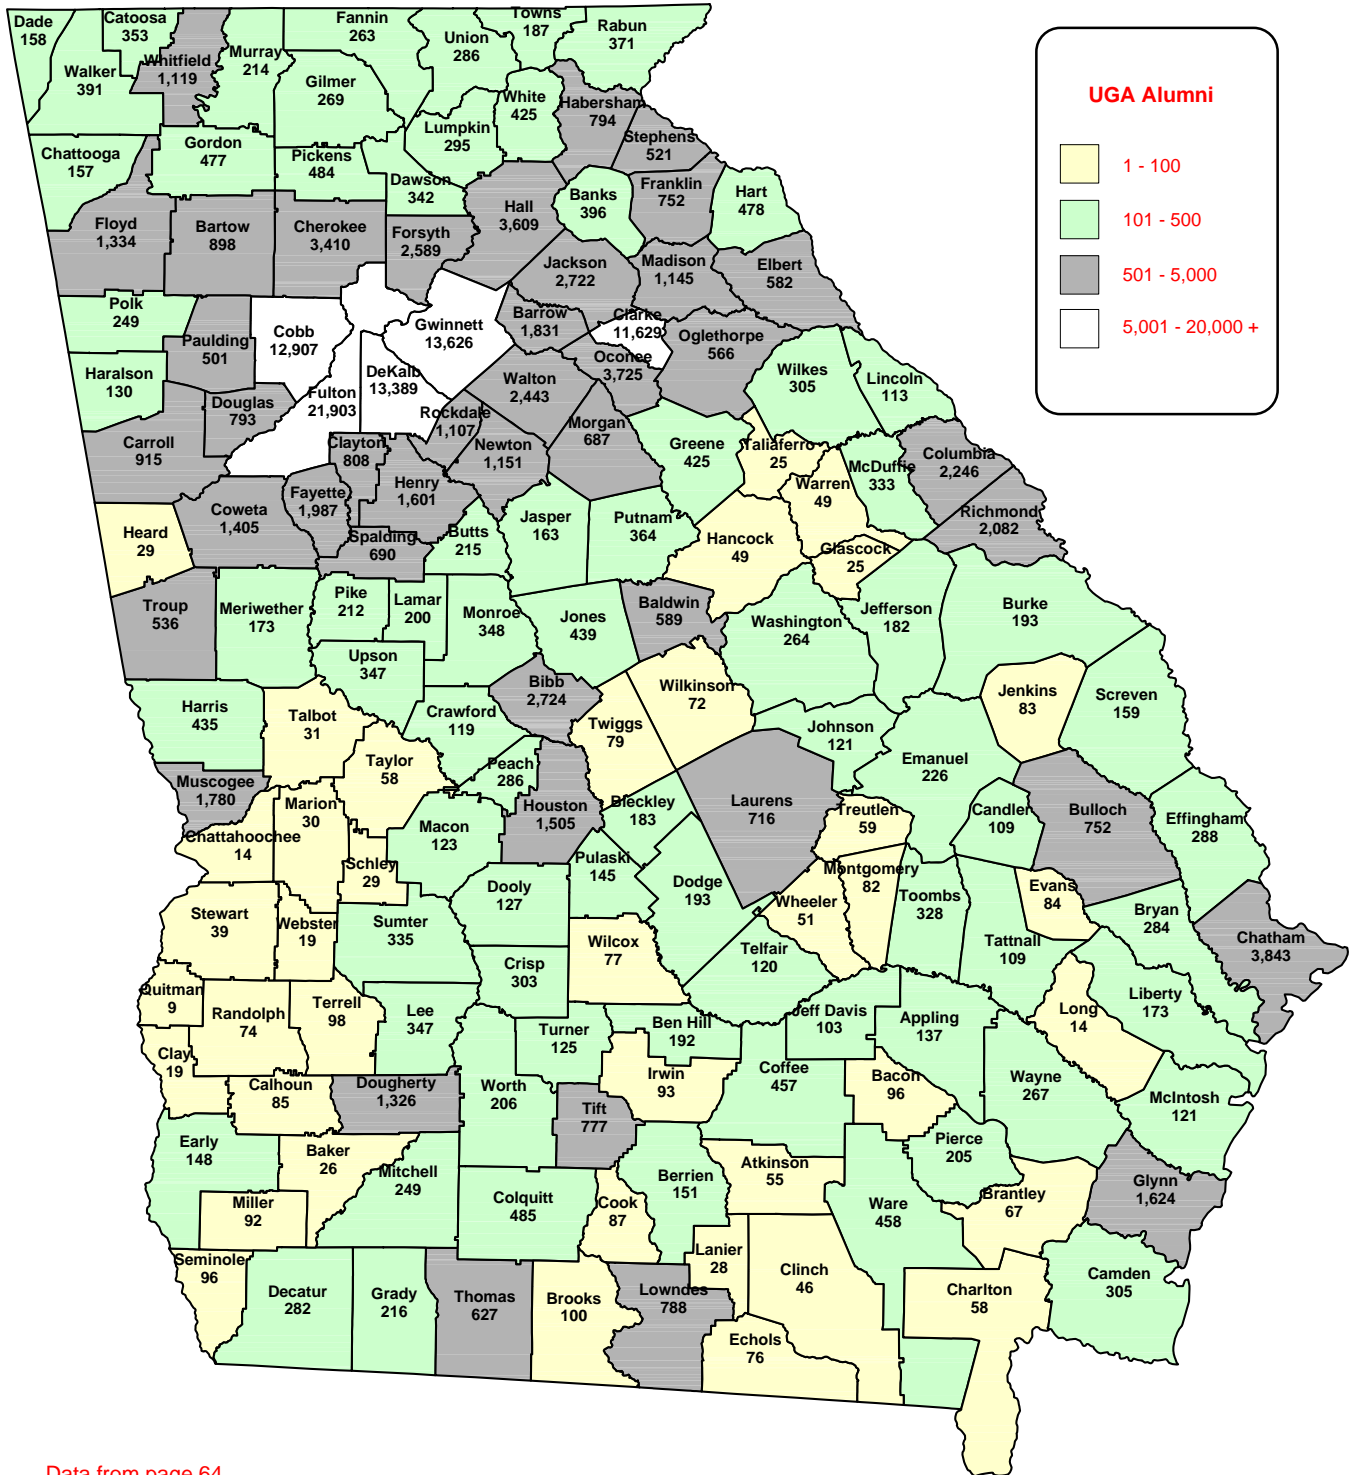 Dade
158
Catoosa
353
Whitfield
1,119
Murray
214
Fannin
263
Union
286
Towns
187
Rabun
371
Walker
391
Gilmer
269
White
425
Habersham
794
Lumpkin
295
Stephens
521
Chattooga
157
Gordon
477
Pickens
484
Dawson
342
Hall
3,609
Banks
396
Franklin
752
Hart
478
Floyd
1,334
Bartow
898
Cherokee
3,410
Forsyth
2,589
Jackson
2,722
Madison
1,145
Elbert
582
Polk
249
Paulding
501
Cobb
12,907
Gwinnett
13,626
Barrow
1,831
Clarke
11,629
Oglethorpe
566
Oconee
3,725
Haralson
130
Douglas
793
Fulton
21,903
DeKalb
13,389
Rockdale
1,107
Walton
2,443
Morgan
687
Wilkes
305
Lincoln
113
Carroll
915
Clayton
808
Newton
1,151
Greene
425
Taliaferro
25
McDuffie
333
Columbia
2,246
Warren
49
Richmond
2,082
Heard
29
Coweta
1,405
Fayette
1,987
Henry
1,601
Spalding
690
Butts
215
Jasper
163
Putnam
364
Hancock
49
Glascock
25
Troup
536
Meriwether
173
Pike
212
Lamar
200
Monroe
348
Jones
439
Baldwin
589
Washington
264
Jefferson
182
Burke
193
Upson
347
Bibb
2,724
Wilkinson
72
Jenkins
83
Screven
159
Harris
435
Talbot
31
Crawford
119
Twiggs
79
Johnson
121
Emanuel
226
Taylor
58
Peach
286
Muscogee
1,780
Marion
30
Houston
1,505
Bleckley
183
Laurens
716
Treutlen
59
Candler
109
Bulloch
752
Effingham
288
Chattahoochee
14
Macon
123
Schley
29
Pulaski
145
Dodge
193
Montgomery
82
Dooly
127
Wheeler
51
Toombs
328
Evans
84
Stewart
39
Webster
19
Sumter
335
Wilcox
77
Telfair
120
Tattnall
109
Bryan
284
Chatham
3,843
Crisp
303
Quitman
9
Randolph
74
Terrell
98
Lee
347
Turner
125
Ben Hill
192
Jeff Davis
103
Appling
137
Long
14
Liberty
173
Clay
19
Calhoun
85
Dougherty
1,326
Worth
206
Tift
777
Irwin
93
Coffee
457
Bacon
96
Wayne
267
McIntosh
121
Early
148
Baker
26
Mitchell
249
Pierce
205
Miller
92
Colquitt
485
Cook
87
Berrien
151
Atkinson
55
Ware
458
Brantley
67
Glynn
1,624
Seminole
96
Decatur
282
Grady
216
Thomas
627
Brooks
100
Lowndes
788
Lanier
28
Clinch
46
Charlton
58
Camden
305
Echols
76
UGA Alumni
1 - 100
101 - 500
501 - 5,000
5,001 - 20,000 +
Data from page 64